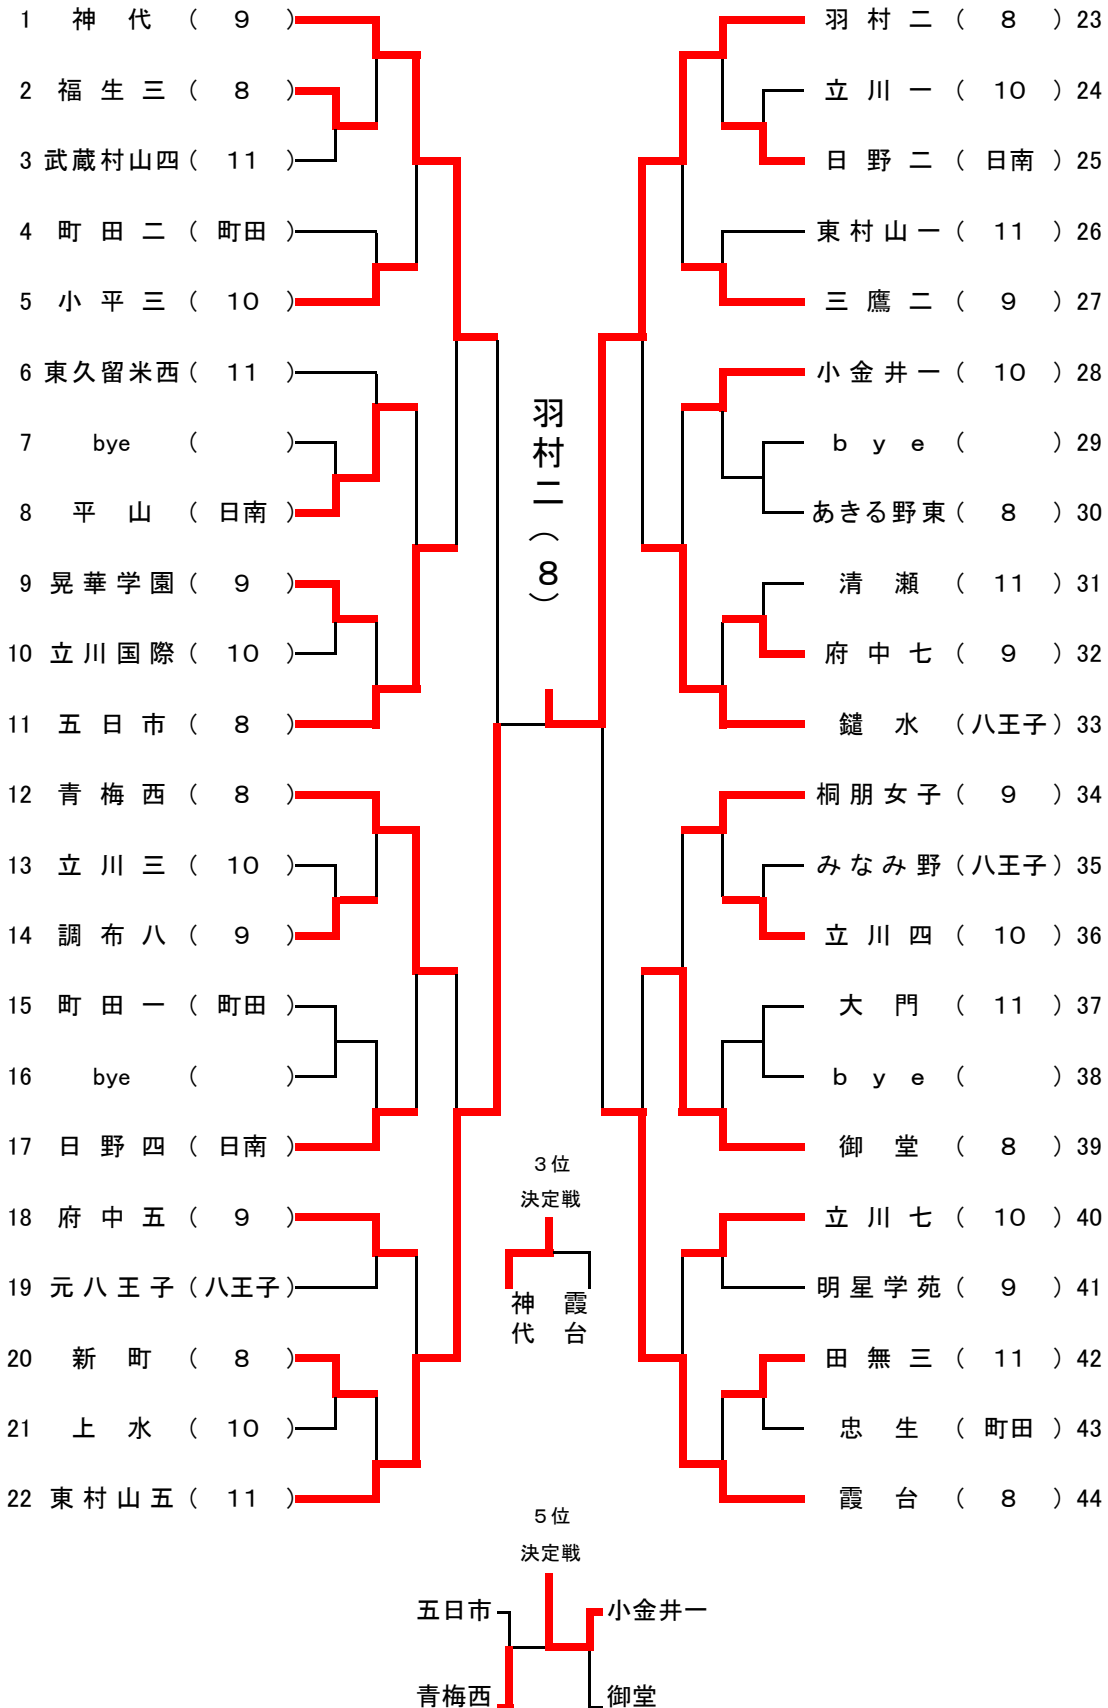 1 神代 ( 9 )
2 福生三 ( 8 )
3 武蔵村山四 ( 11 )
4 町田二 ( 町田 )
5 小平三 ( 10 )
6 東久留米西 ( 11 )
7 bye ( )
8 平山 ( 日南 )
9 晃華学園 ( 9 )
10 立川国際 ( 10 )
11 五日市 ( 8 )
12 青梅西 ( 8 )
13 立川三 ( 10 )
14 調布八 ( 9 )
15 町田一 ( 町田 )
16 bye ( )
17 日野四 ( 日南 )
18 府中五 ( 9 )
19 元八王子 ( 八王子 )
20 新町 ( 8 )
21 上水 ( 10 )
22 東村山五 ( 11 )
羽村二(8)
羽村二 ( 8 ) 23
立川一 ( 10 ) 24
日野二 ( 日南 ) 25
東村山一 ( 11 ) 26
三鷹二 ( 9 ) 27
小金井一 ( 10 ) 28
bye ( ) 29
あきる野東 ( 8 ) 30
清瀬 ( 11 ) 31
府中七 ( 9 ) 32
鑓水 ( 八王子 ) 33
桐朋女子 ( 9 ) 34
みなみ野 ( 八王子 ) 35
立川四 ( 10 ) 36
大門 ( 11 ) 37
bye ( ) 38
御堂 ( 8 ) 39
立川七 ( 10 ) 40
明星学苑 ( 9 ) 41
田無三 ( 11 ) 42
忠生 ( 町田 ) 43
霞台 ( 8 ) 44
3位
決定戦
神代
霞台
5位
決定戦
五日市
小金井一
青梅西
御堂